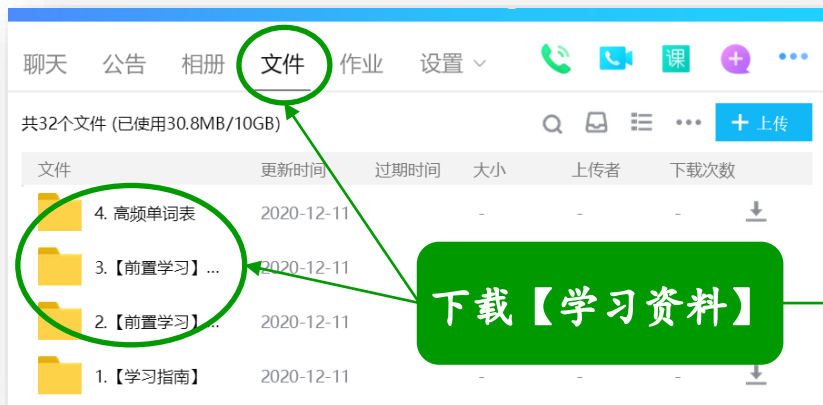 聊天 公告 相册 文件 作业 设置 课
共32个文件 (已使用30.8MB/10GB) 上传
文件 更新时间 过期时间 大小 上传者 下载次数
4. 高频单词表 2020-12-11 - - -
3.【前置学习】... 2020-12-11
下载【学习资料】
2.【前置学习】... 2020-12-11
1.【学习指南】 2020-12-11 - - -